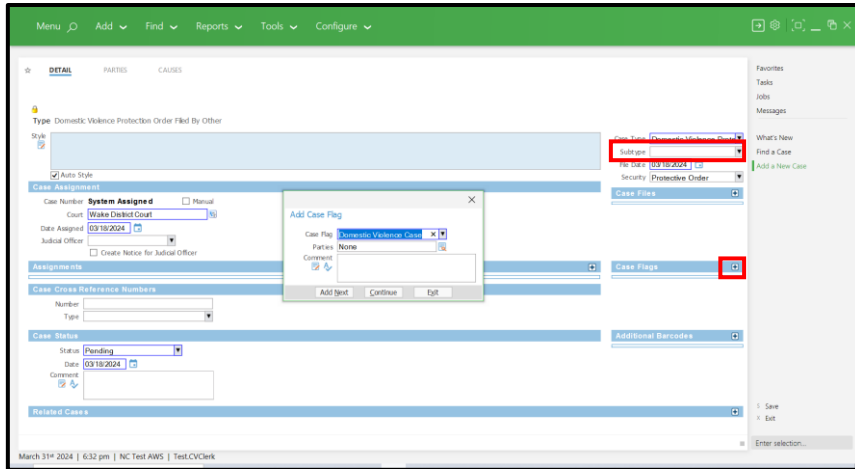 Menu Add Find Reports Tools Configure
DETAIL PARTIES CAUSES
Type Domestic Violence Protection Order Filed By Other
Style
Auto Style
Case Type Domestic Violence Prote
Subtype
File Date 03/18/2024
Security Protective Order
Case Assignment
Case Number System Assigned Manual
Court Wake District Court
Date Assigned 03/18/2024
Judicial Officer
Create Notice for Judicial Officer
Case Files
Add Case Flag
Case Flag Domestic Violence Case
Parties None
Comment
Add Next Continue Exit
Assignments
Case Flags
Case Cross Reference Numbers
Number
Type
Case Status
Status Pending
Date 03/18/2024
Comment
Additional Barcodes
Related Cases
Favorites
Tasks
Jobs
Messages
What's New
Find a Case
Add a New Case
Save
Exit
Enter selection...
March 31st 2024 | 6:32 pm | NC Test AWS | Test.CVClerk